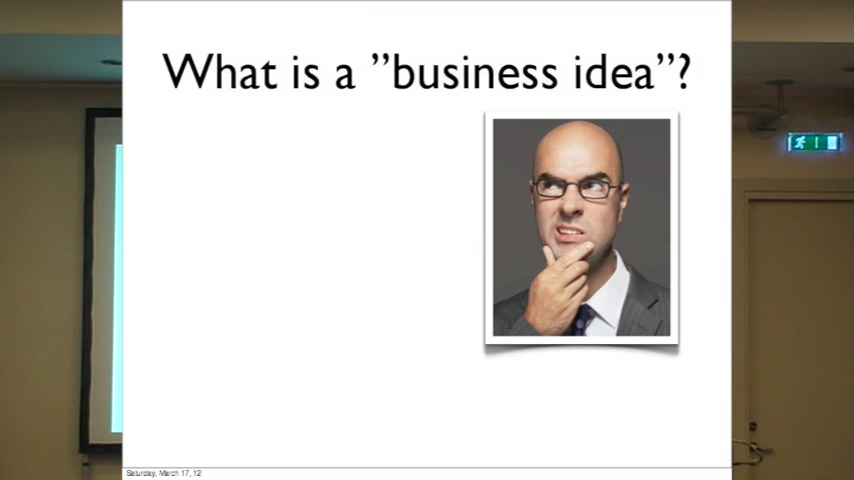 What is a ”business idea”?
Saturday, March 17, 12